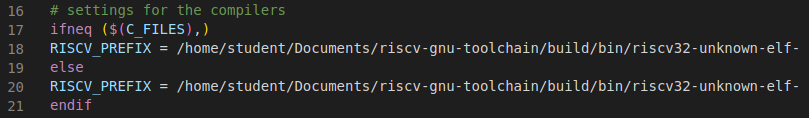 16 # settings for the compilers
17 ifneq ($(C_FILES),)
18 RISCV_PREFIX = /home/student/Documents/riscv-gnu-toolchain/build/bin/riscv32-unknown-elf-
19 else
20 RISCV_PREFIX = /home/student/Documents/riscv-gnu-toolchain/build/bin/riscv32-unknown-elf-
21 endif